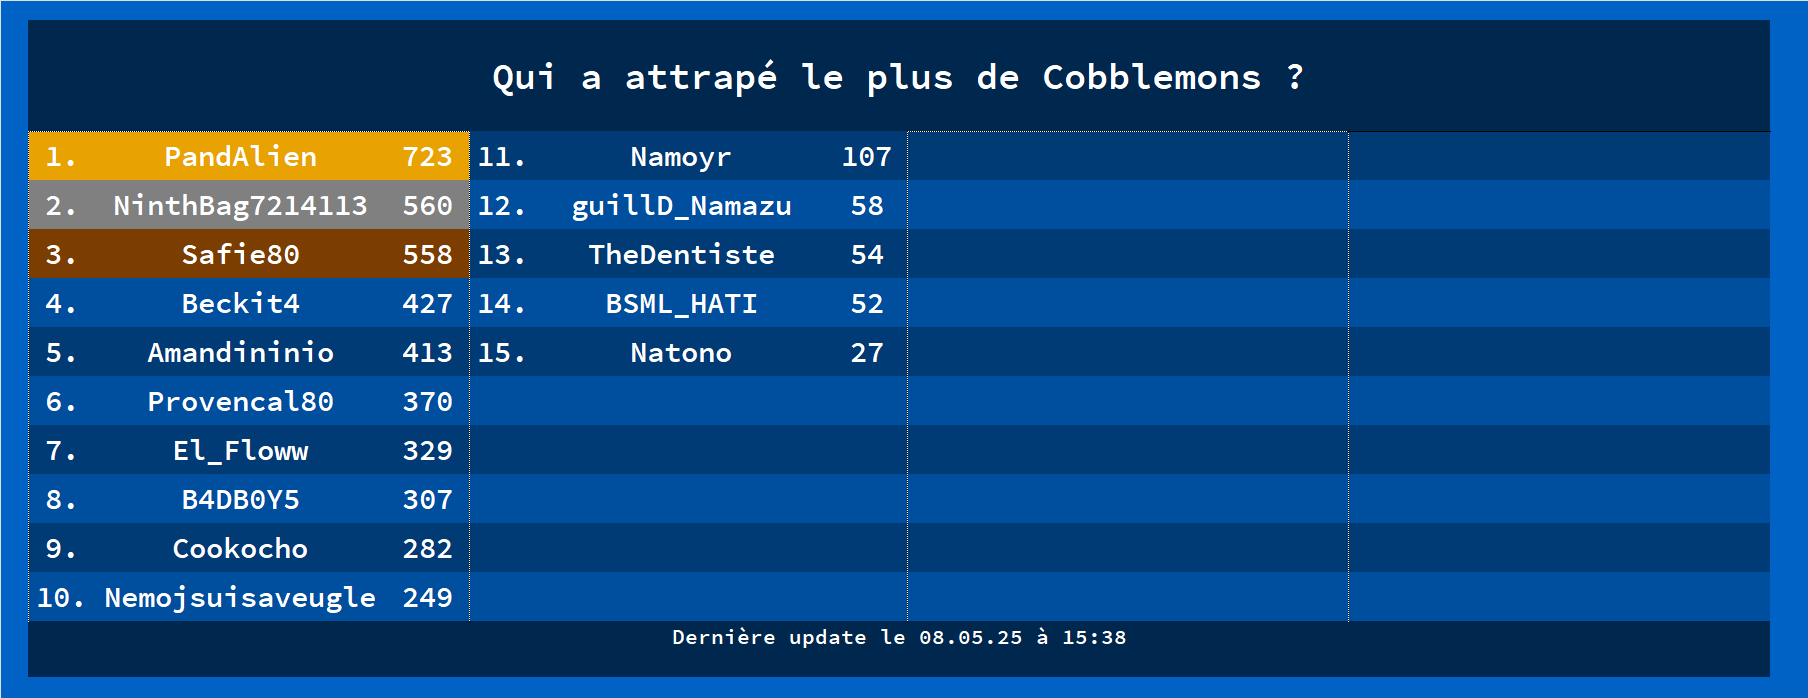 Qui a attrapé le plus de Cobblemons ?
1. PandAlien 723
2. NinthBag7214113 560
3. Safie80 558
4. Beckit4 427
5. Amandininio 413
6. Provencal80 370
7. El_Floww 329
8. B4DB0Y5 307
9. Cookocho 282
10. Nemojsuisaveugle 249
11. Namoyr 107
12. guillD_Namazu 58
13. TheDentiste 54
14. BSML_HATI 52
15. Natono 27
Dernière update le 08.05.25 à 15:38